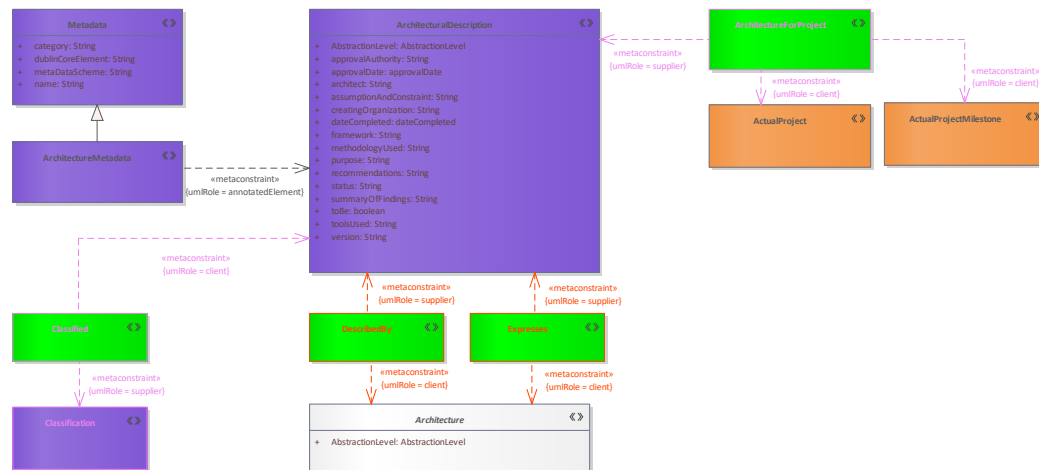 Metadata
+ category: String
+ dublinCoreElement: String
+ metaDataScheme: String
+ name: String
ArchitectureMetadata
«metaconstraint»
{umlRole = annotatedElement}
ArchitecturalDescription
+ AbstractionLevel: AbstractionLevel
+ approvalAuthority: String
+ approvalDate: approvalDate
+ architect: String
+ assumptionAndConstraint: String
+ creatingOrganization: String
+ dateCompleted: dateCompleted
+ framework: String
+ methodologyUsed: String
+ purpose: String
+ recommendations: String
+ status: String
+ summaryOfFindings: String
+ toBe: boolean
+ toolsUsed: String
+ version: String
«metaconstraint»
{umlRole = supplier}
ArchitectureForProject
«metaconstraint»
{umlRole = client}
«metaconstraint»
{umlRole = client}
ActualProject
ActualProjectMilestone
«metaconstraint»
{umlRole = client}
«metaconstraint»
{umlRole = supplier}
«metaconstraint»
{umlRole = supplier}
Classified
DescribedBy
Expresses
«metaconstraint»
{umlRole = supplier}
«metaconstraint»
{umlRole = client}
«metaconstraint»
{umlRole = client}
Classification
Architecture
+ AbstractionLevel: AbstractionLevel